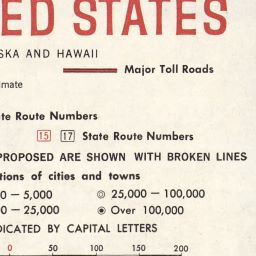 ED STATES
SKA AND HAWAII
Major Toll Roads
imate
te Route Numbers
15 17 State Route Numbers
PROPOSED ARE SHOWN WITH BROKEN LINES
tions of cities and towns
0 — 5,000 25,000 — 100,000
0 — 25,000 Over 100,000
DICATED BY CAPITAL LETTERS
0 50 100 150 200